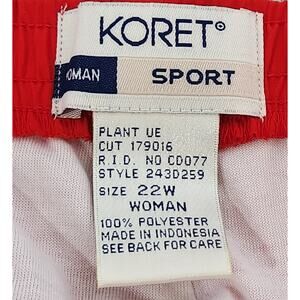 KORET®
OMAN SPORT
PLANT UE
CUT 179016
R.I.D. NO CD077
STYLE 243D259
SIZE 22W
WOMAN
100% POLYESTER
MADE IN INDONESIA
SEE BACK FOR CARE